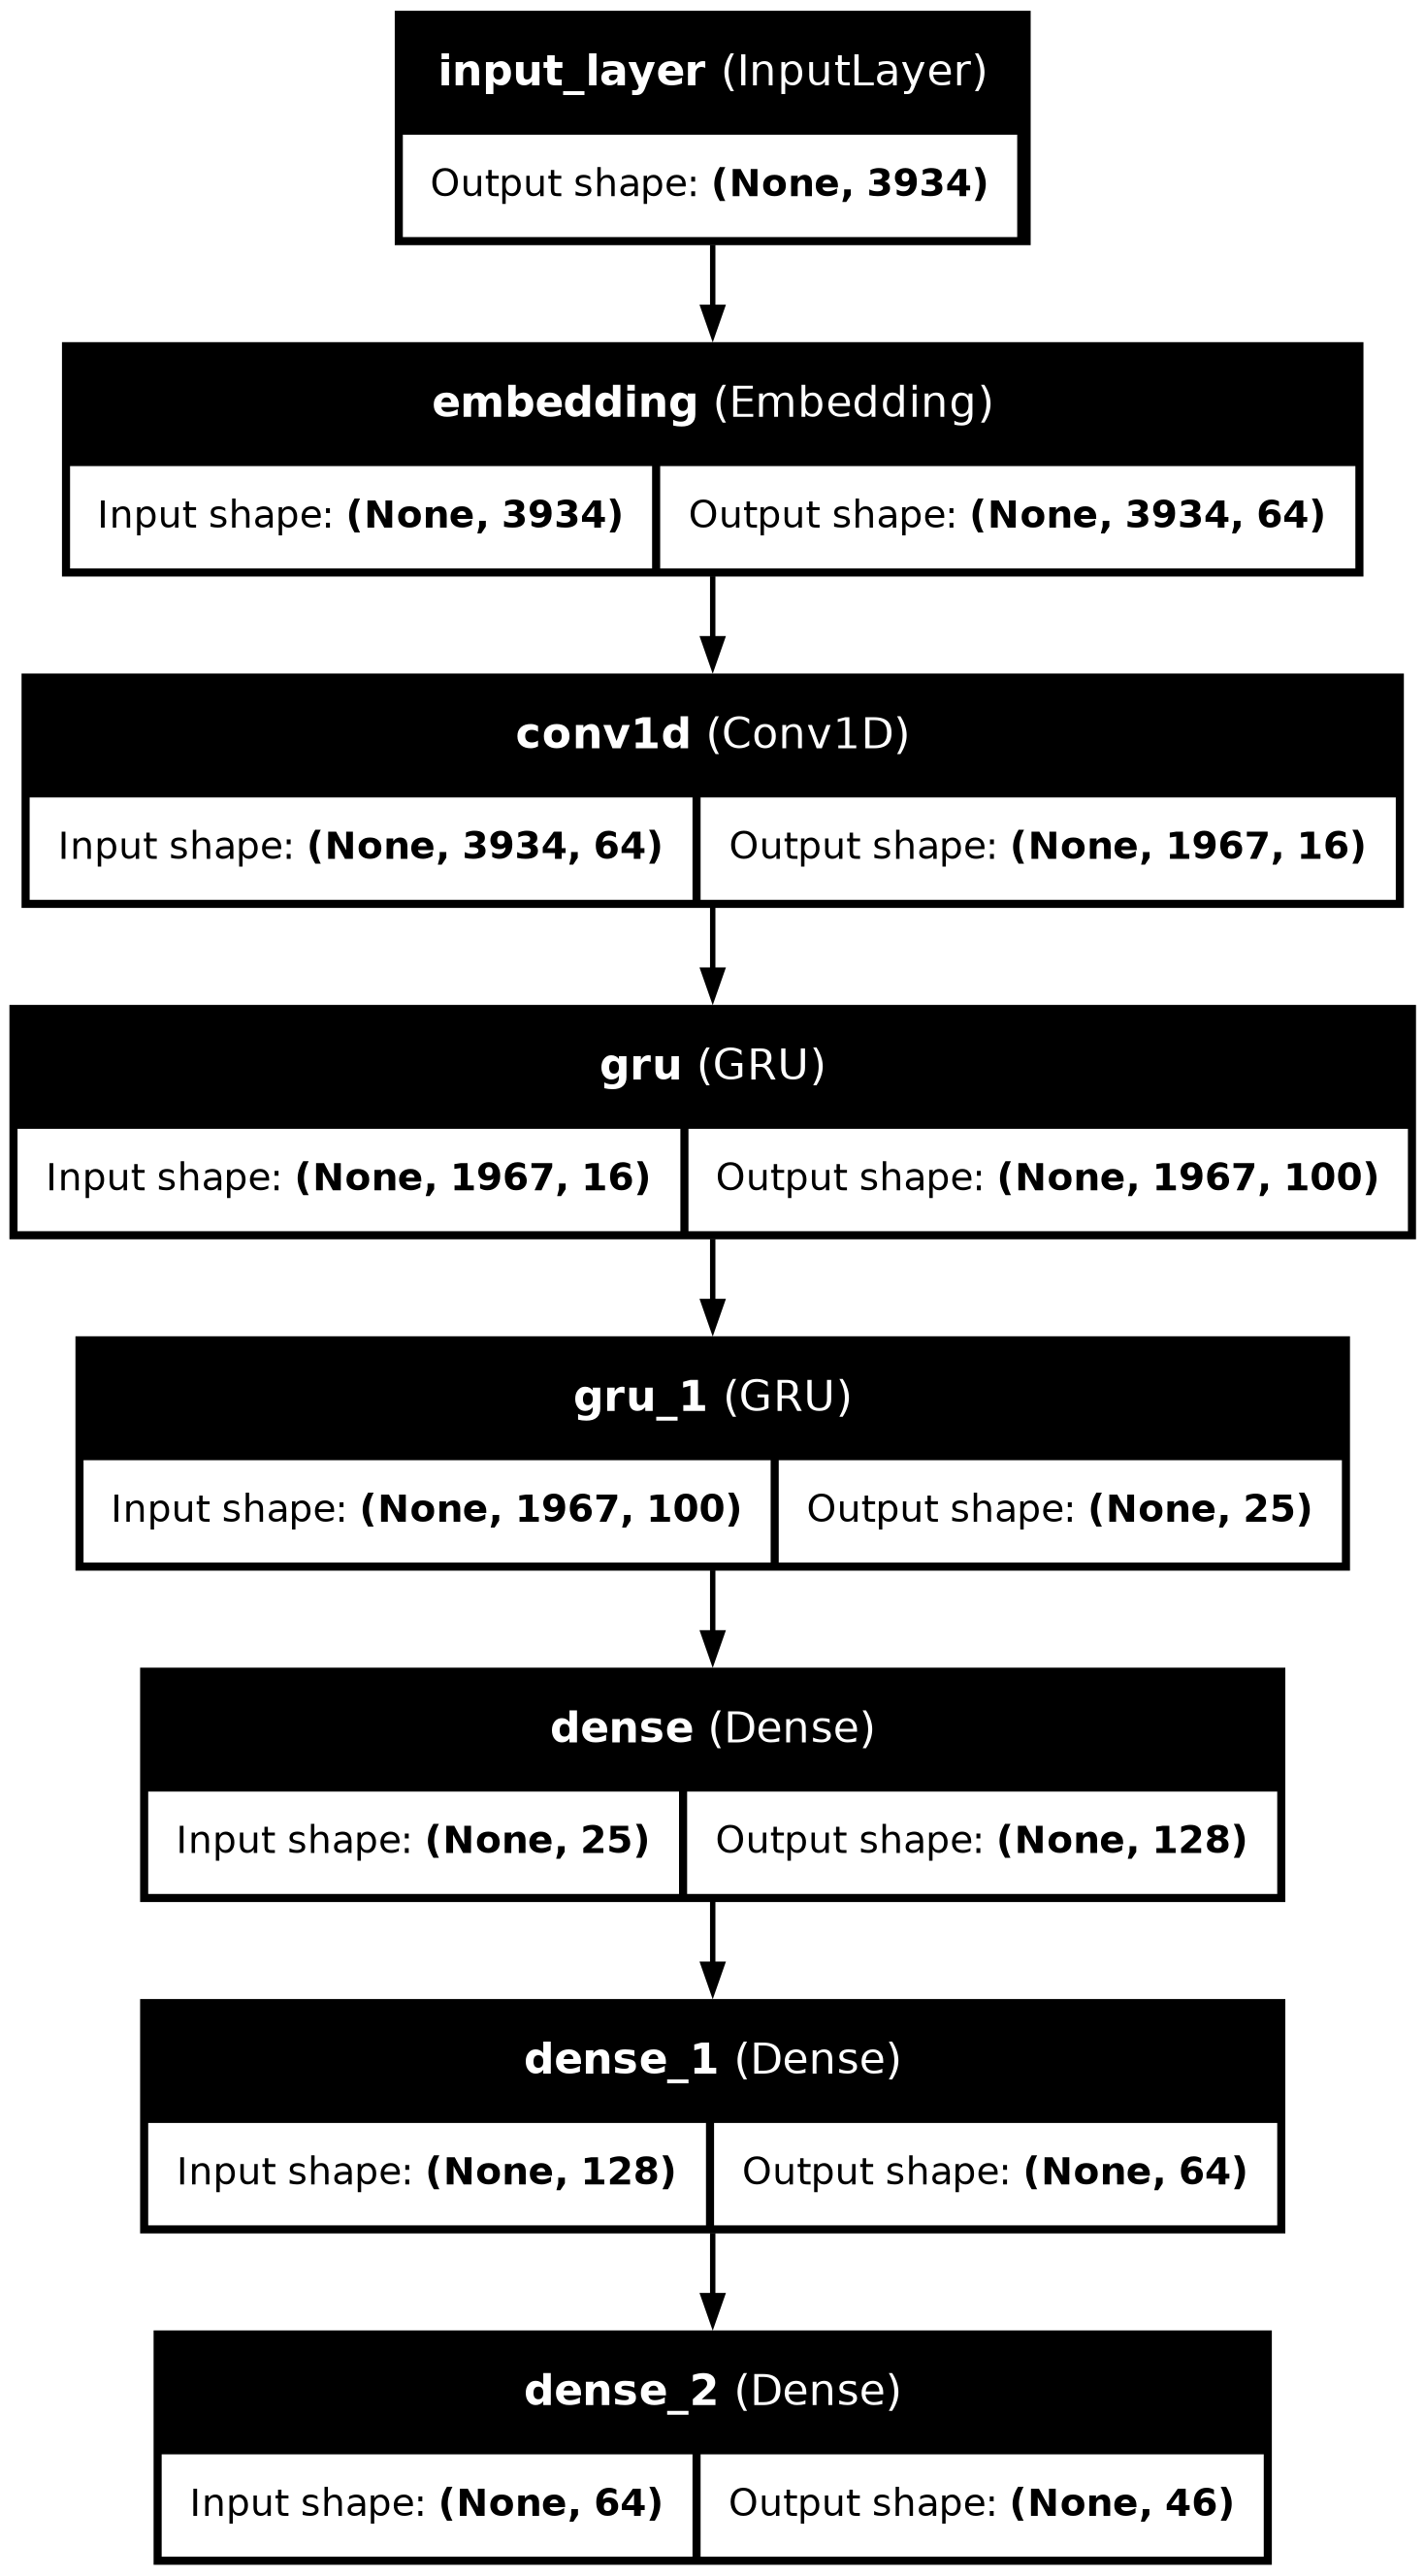 input_layer (InputLayer)
Output shape: (None, 3934)
embedding (Embedding)
Input shape: (None, 3934) Output shape: (None, 3934, 64)
conv1d (Conv1D)
Input shape: (None, 3934, 64) Output shape: (None, 1967, 16)
gru (GRU)
Input shape: (None, 1967, 16) Output shape: (None, 1967, 100)
gru_1 (GRU)
Input shape: (None, 1967, 100) Output shape: (None, 25)
dense (Dense)
Input shape: (None, 25) Output shape: (None, 128)
dense_1 (Dense)
Input shape: (None, 128) Output shape: (None, 64)
dense_2 (Dense)
Input shape: (None, 64) Output shape: (None, 46)